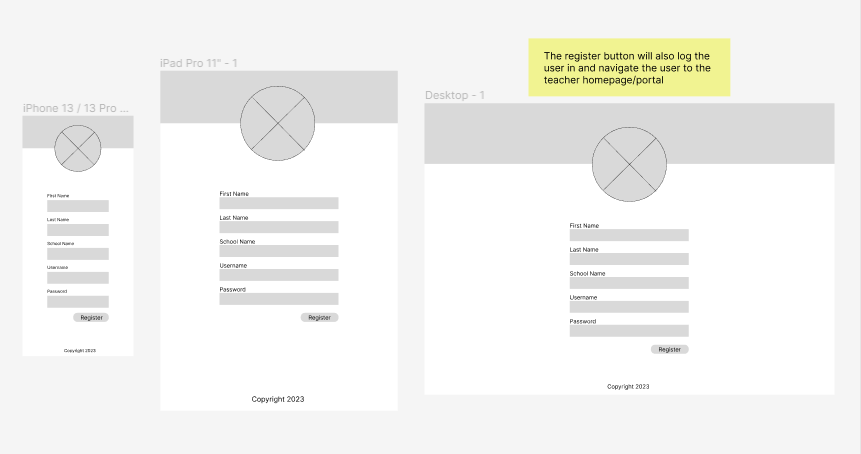 iPhone 13 / 13 Pro ...
First Name
Last Name
School Name
Username
Password
Register
Copyright 2023
iPad Pro 11" - 1
First Name
Last Name
School Name
Username
Password
Register
Copyright 2023
The register button will also log the
user in and navigate the user to the
teacher homepage/portal
Desktop - 1
First Name
Last Name
School Name
Username
Password
Register
Copyright 2023